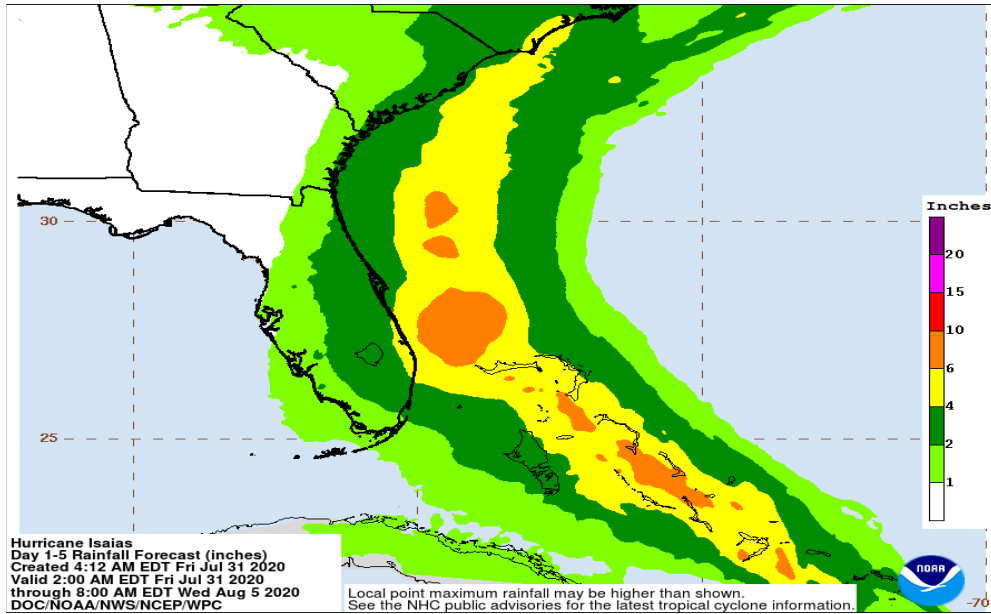 30
25
Inches
20
15
10
6
4
2
1
Hurricane Isaias
Day 1-5 Rainfall Forecast (inches)
Created 4:12 AM EDT Fri Jul 31 2020
Valid 2:00 AM EDT Fri Jul 31 2020
through 8:00 AM EDT Wed Aug 5 2020
DOC/NOAA/NWS/NCEP/WPC
Local point maximum rainfall may be higher than shown.
See the NHC public advisories for the latest tropical cyclone information.
NOAA
-70